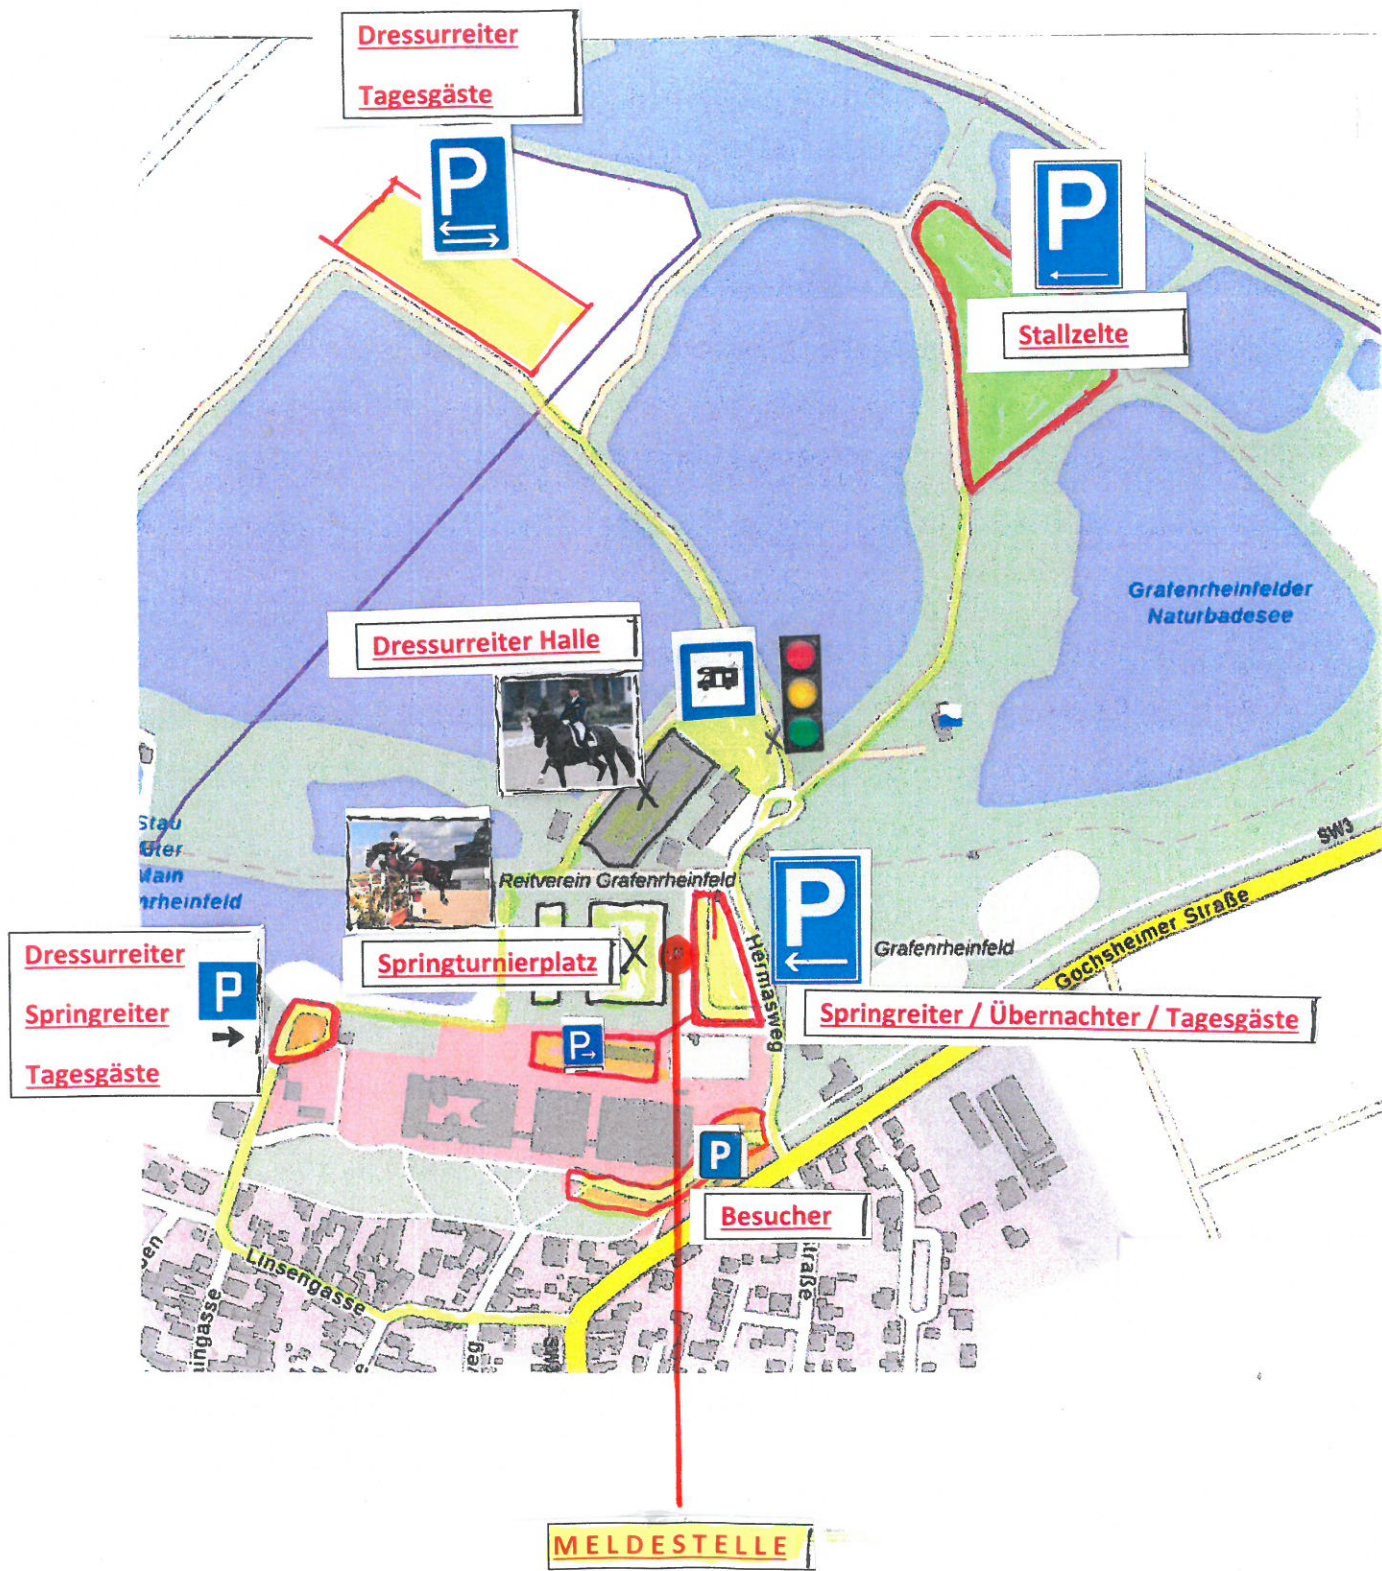 Dressurreiter
Tagesgäste
P
P
Stallzelte
Grafenrheinfelder
Naturbadesee
Dressurreiter Halle
Stau
Main
Reitverein Grafenrheinfeld
P
Grafenrheinfeld
SW3
Gochsheimer Straße
Hermasweg
Dressurreiter
Springreiter
Tagesgäste
P
Springturnierplatz
Springreiter / Übernachter / Tagesgäste
P
P
Besucher
Linsengasse
MELDESTELLE